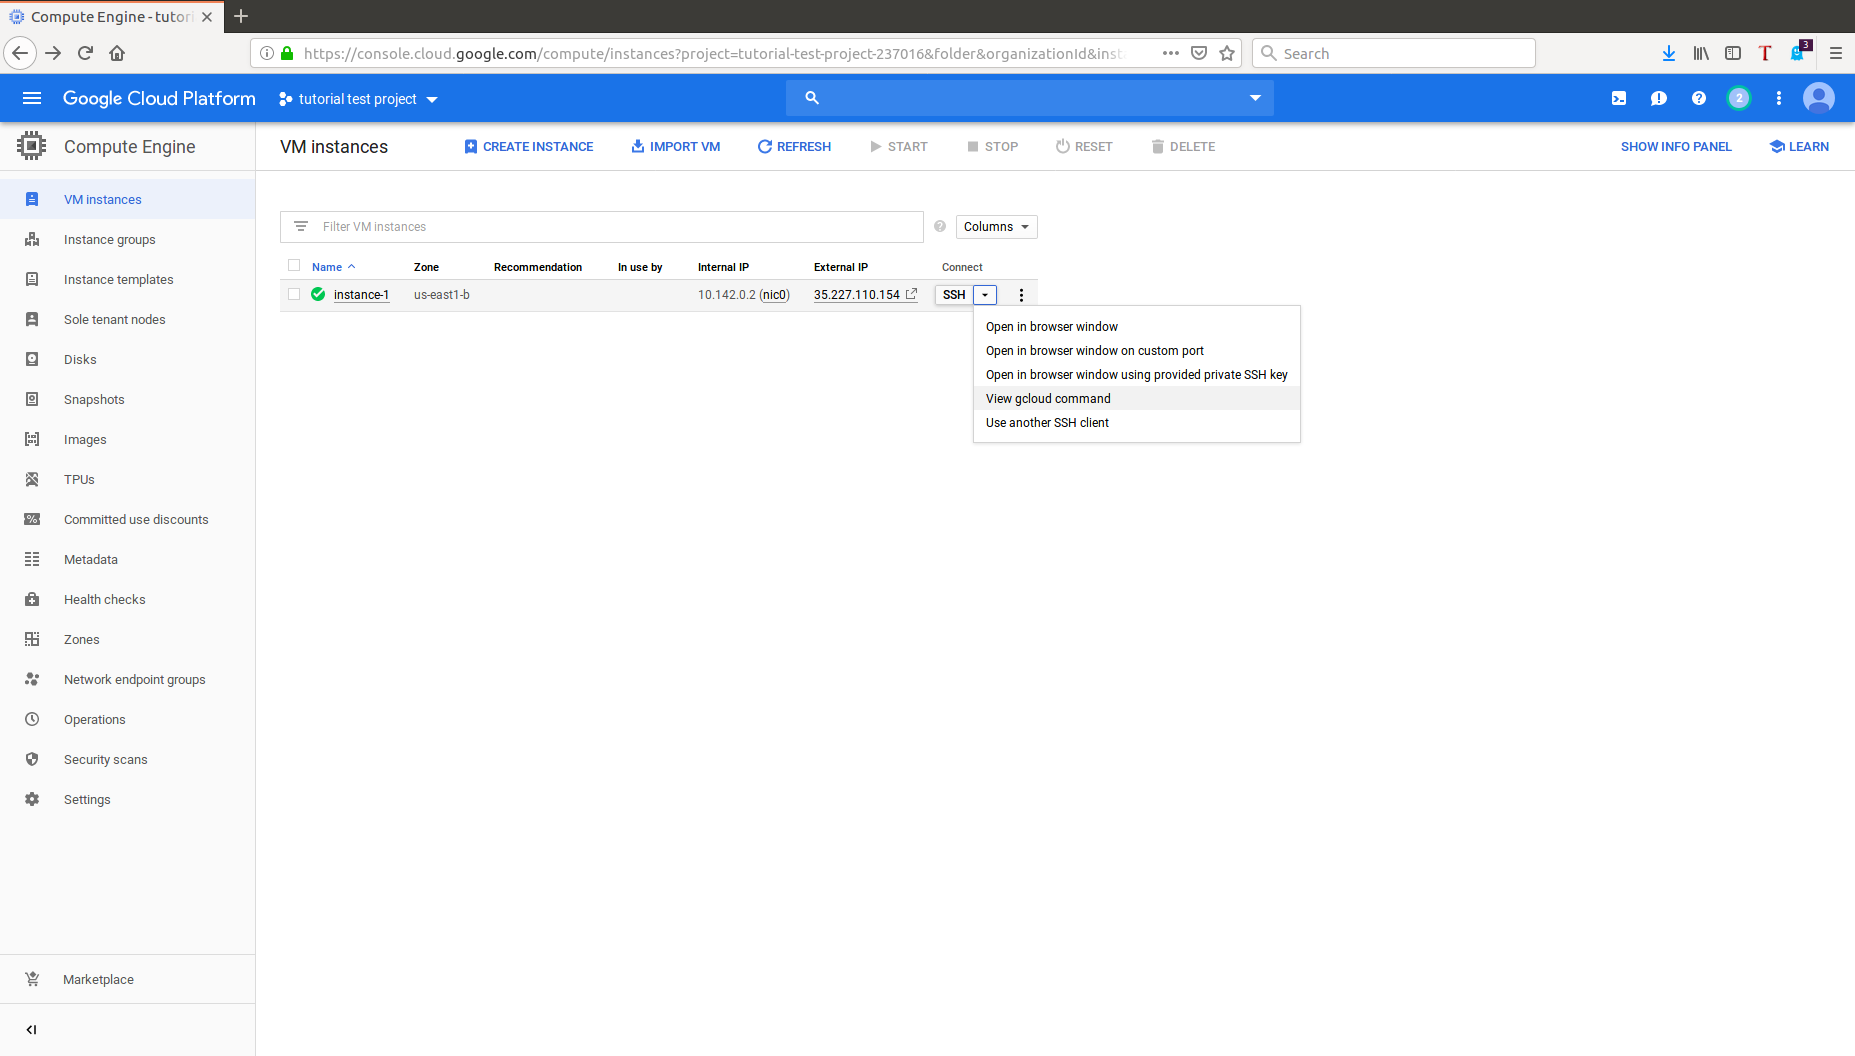 Compute Engine - tutori
https://console.cloud.google.com/compute/instances?project=tutorial-test-project-237016&folder&organizationId&inst
Search
3
Google Cloud Platform
tutorial test project
2
Compute Engine
VM instances
CREATE INSTANCE
IMPORT VM
REFRESH
START
STOP
RESET
DELETE
SHOW INFO PANEL
LEARN
VM instances
Instance groups
Instance templates
Sole tenant nodes
Disks
Snapshots
Images
TPUs
Committed use discounts
Metadata
Health checks
Zones
Network endpoint groups
Operations
Security scans
Settings
Marketplace
Filter VM instances
Columns
Name Zone Recommendation In use by Internal IP External IP Connect
instance-1 us-east1-b 10.142.0.2 (nic0) 35.227.110.154 SSH
Open in browser window
Open in browser window on custom port
Open in browser window using provided private SSH key
View gcloud command
Use another SSH client